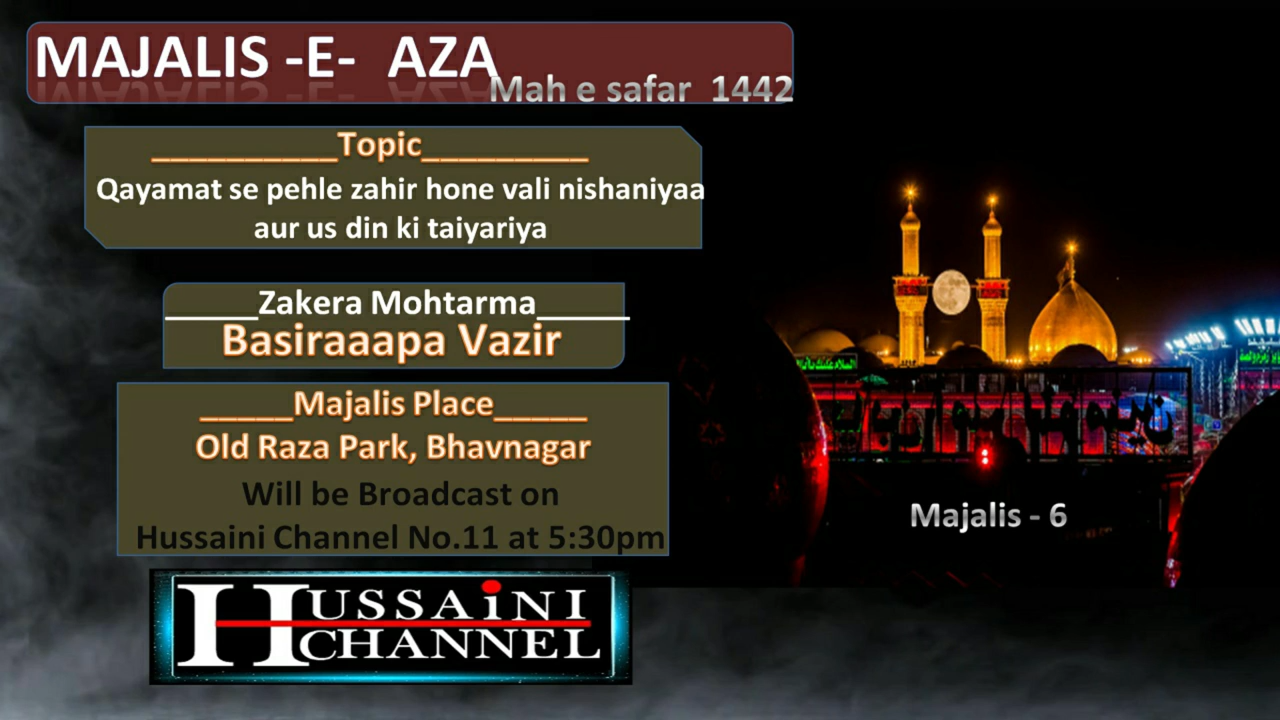 MAJALIS -E- AZA
Mah e safar 1442
__________Topic_________
Qayamat se pehle zahir hone vali nishaniyaa
aur us din ki taiyariya
_____Zakera Mohtarma_____
Basiraaapa Vazir
_____Majalis Place_____
Old Raza Park, Bhavnagar
Will be Broadcast on
Hussaini Channel No.11 at 5:30pm
Majalis - 6
HUSSAiNI
CHANNEL